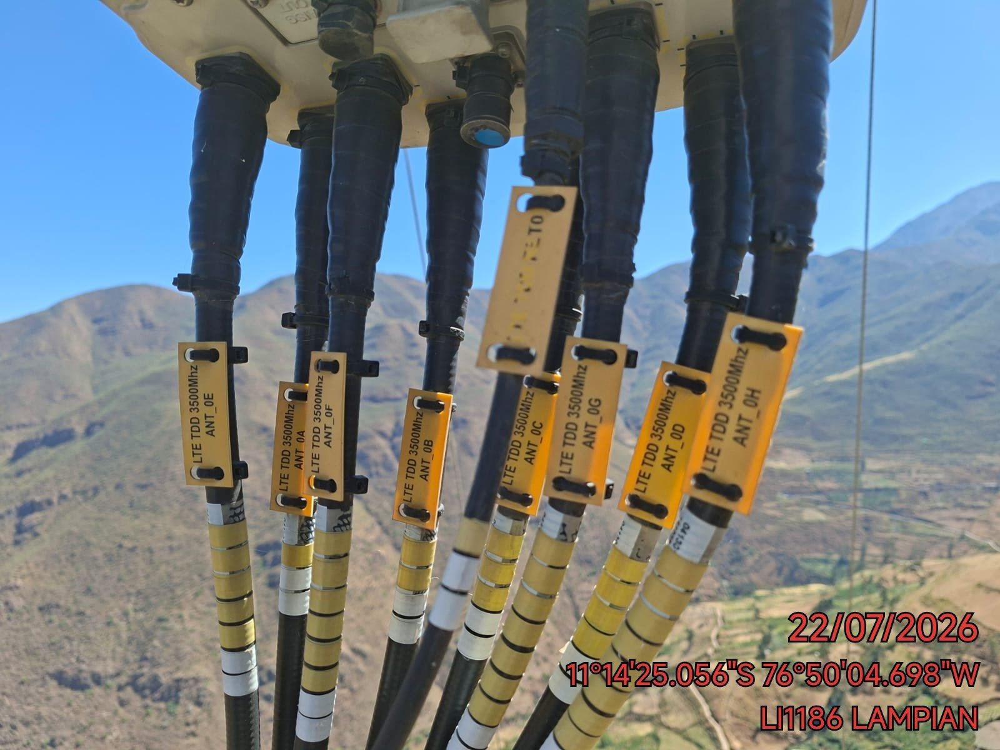 LTE TDD 3500Mhz
ANT_0E
LTE TDD 3500Mhz
ANT_0A
LTE TDD 3500Mhz
ANT_0F
LTE TDD 3500Mhz
ANT_0B
LTE TDD 3500Mhz
ANT_0C
LTE TDD 3500Mhz
ANT_0G
LTE TDD 3500Mhz
ANT_0D
LTE TDD 3500Mhz
ANT_0H
22/07/2026
11°14'25.056"S 76°50'04.698"W
LI1186 LAMPIAN